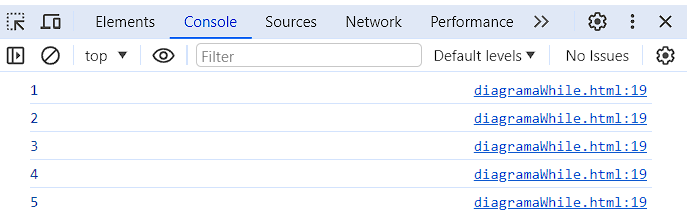 Elements Console Sources Network Performance
top Filter Default levels No Issues
1 diagramaWhile.html:19
2 diagramaWhile.html:19
3 diagramaWhile.html:19
4 diagramaWhile.html:19
5 diagramaWhile.html:19